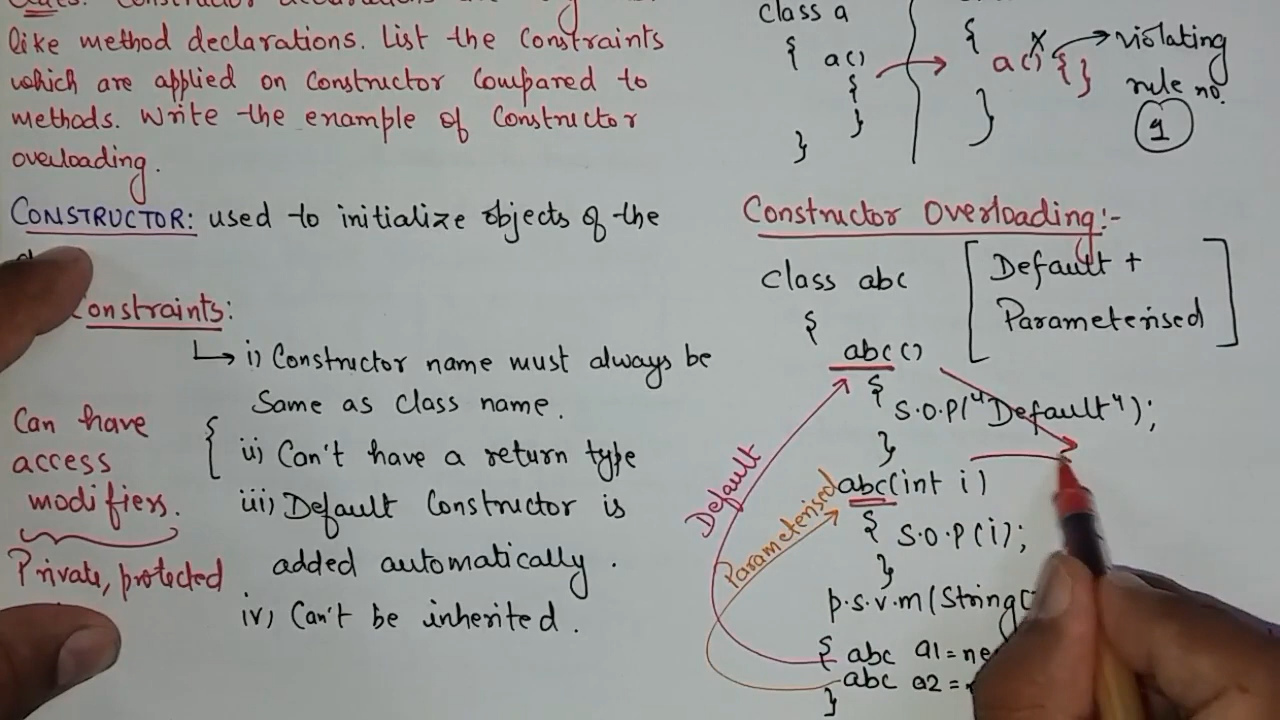 like method declarations. List the constraints
which are applied on constructor compared to
methods. Write the example of Constructor
overloading.
CONSTRUCTOR: used to initialize objects of the
Constraints:
i) Constructor name must always be
Same as class name.
ii) Can't have a return type
iii) Default Constructor is
added automatically.
iv) Can't be inherited.
Can have
access
modifiers.
Private, protected
class a
{ a()
{
}
}
{
a() {}
}
x
violating
rule no.
1
Constructor Overloading:-
class abc
{
[Default +
Parameterised]
abc()
{
S.O.P("Default");
}
abc(int i)
{ S.O.P(i);
}
p.s.v.m(String[
{ abc a1=ne
abc a2=
}
Default
Parameterised